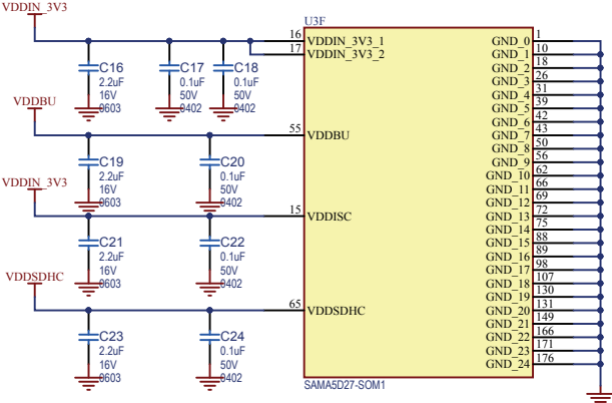 VDDIN_3V3
U3F
16 VDDIN_3V3_1 GND_0 1
17 VDDIN_3V3_2 GND_1 10
GND_2 18
GND_3 26
GND_4 31
GND_5 39
GND_6 42
GND_7 43
GND_8 50
GND_9 56
GND_10 62
GND_11 66
GND_12 69
GND_13 72
GND_14 75
GND_15 88
GND_16 89
GND_17 98
GND_18 107
GND_19 130
GND_20 131
GND_21 149
GND_22 166
GND_23 171
GND_24 176
C16
2.2uF
16V
0603
C17
0.1uF
50V
0402
C18
0.1uF
50V
0402
VDDBU
55 VDDBU
C19
2.2uF
16V
0603
C20
0.1uF
50V
0402
VDDIN_3V3
15 VDDISC
C21
2.2uF
16V
0603
C22
0.1uF
50V
0402
VDDSDHC
65 VDDSDHC
C23
2.2uF
16V
0603
C24
0.1uF
50V
0402
SAMA5D27-SOM1